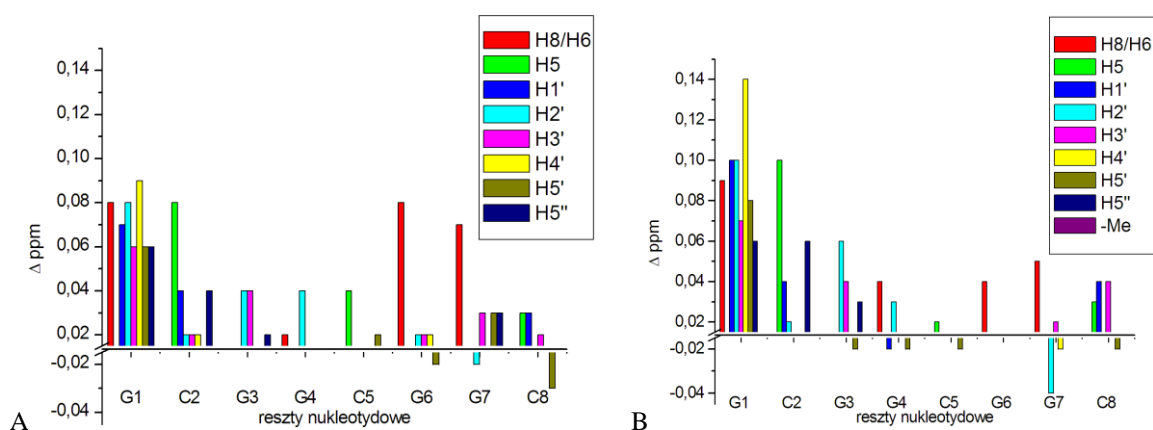 H8/H6
H5
H1'
H2'
H3'
H4'
H5'
H5''
0,14
0,12
0,10
0,08
0,06
0,04
0,02
-0,02
-0,04
Δ ppm
G1 C2 G3 G4 C5 G6 G7 C8
reszty nukleotydowe
A
H8/H6
H5
H1'
H2'
H3'
H4'
H5'
H5''
-Me
0,14
0,12
0,10
0,08
0,06
0,04
0,02
-0,02
-0,04
Δ ppm
G1 C2 G3 G4 C5 G6 G7 C8
reszty nukleotydowe
B